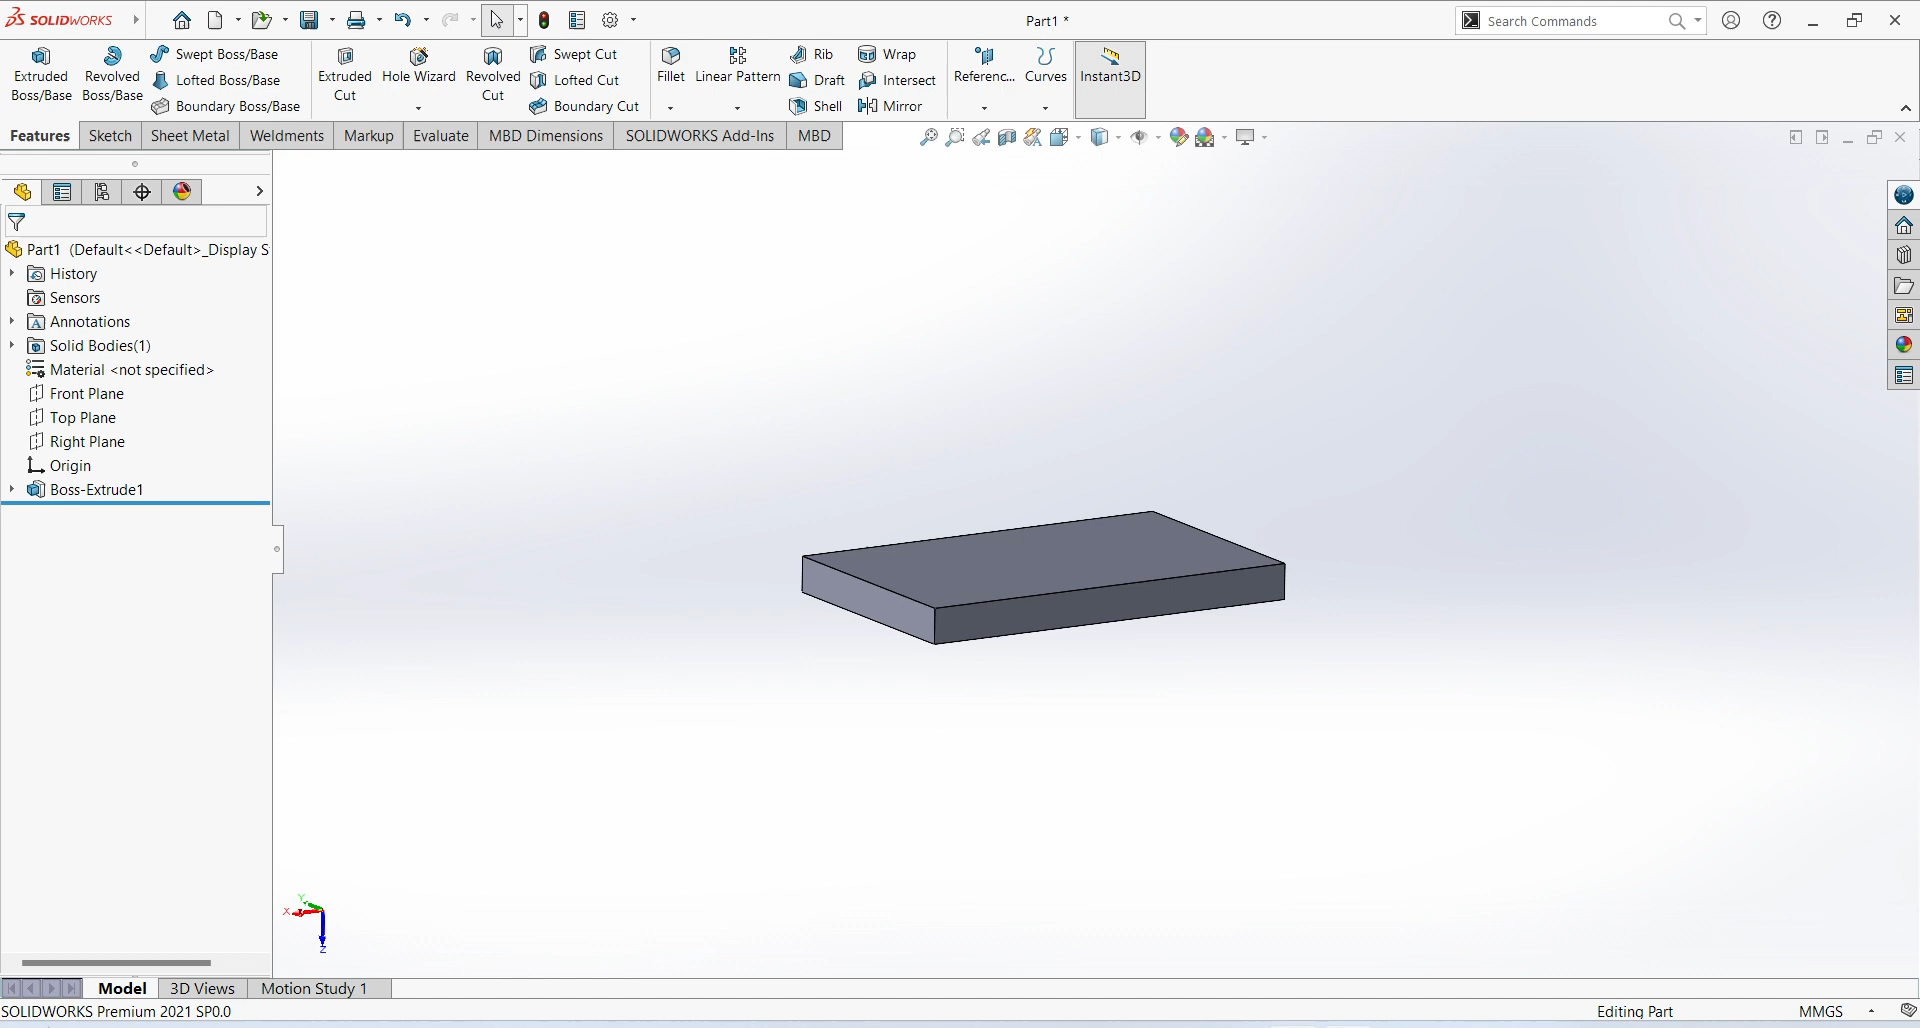 SOLIDWORKS
Part1 *
Search Commands
Extruded Boss/Base
Revolved Boss/Base
Swept Boss/Base
Lofted Boss/Base
Boundary Boss/Base
Extruded Cut
Hole Wizard
Revolved Cut
Swept Cut
Lofted Cut
Boundary Cut
Fillet
Linear Pattern
Rib
Draft
Shell
Wrap
Intersect
Mirror
Referenc...
Curves
Instant3D
Features
Sketch
Sheet Metal
Weldments
Markup
Evaluate
MBD Dimensions
SOLIDWORKS Add-Ins
MBD
Part1 (Default<<Default>_Display S
History
Sensors
Annotations
Solid Bodies(1)
Material <not specified>
Front Plane
Top Plane
Right Plane
Origin
Boss-Extrude1
Y
X
Z
Model
3D Views
Motion Study 1
SOLIDWORKS Premium 2021 SP0.0
Editing Part
MMGS